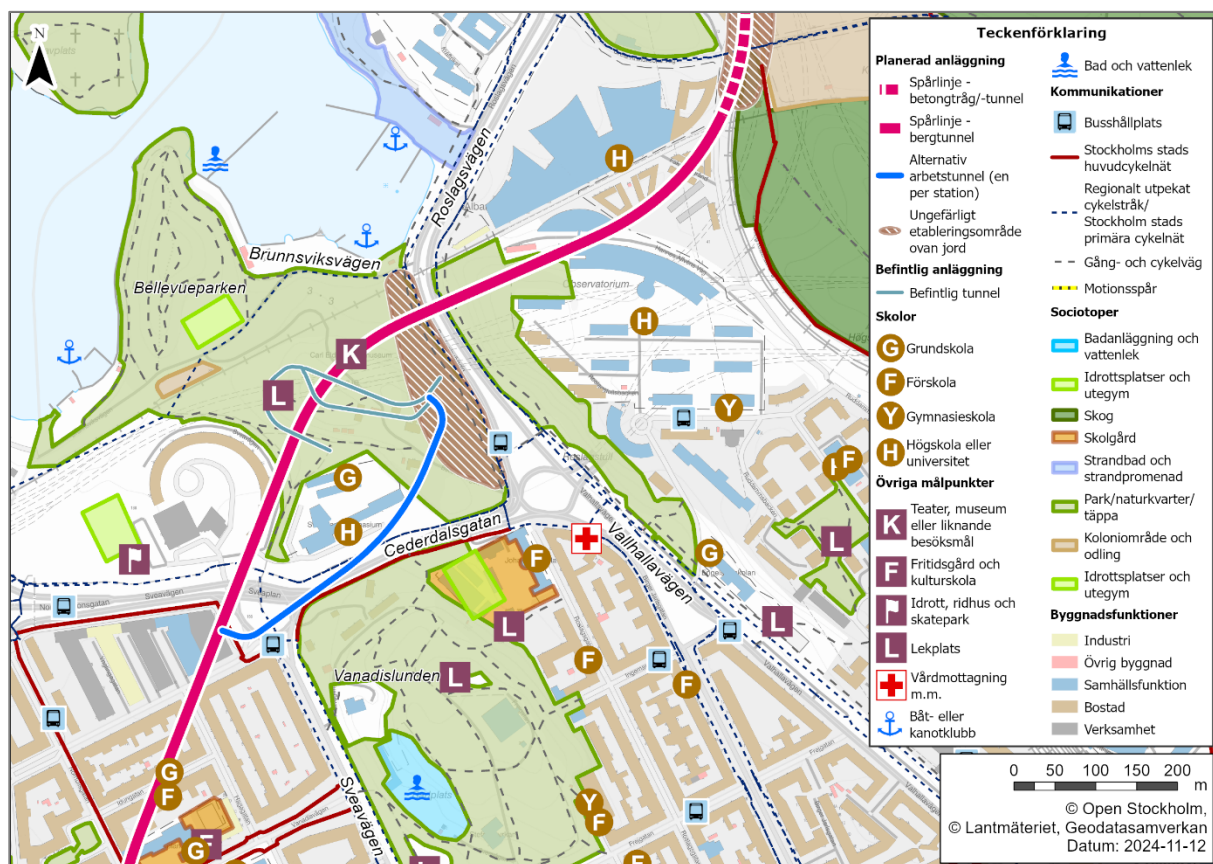 N
Roslagsvägen
Brunnsviksvägen
Bellevueparken
Observatorium
H
H
K
L
Y
G
H
F
Cederdalsgatan
Vallhallavägen
Sveaplan
F
G
L
L
L
L
Vanadislunden
F
F
G
F
Sveavägen
Y
F
G
F
Teckenförklaring
Planerad anläggning
Spårlinje -
betongtråg/-tunnel
Spårlinje -
bergtunnel
Alternativ
arbetstunnel (en
per station)
Ungefärligt
etableringsområde
ovan jord
Befintlig anläggning
Befintlig tunnel
Skolor
G Grundskola
F Förskola
Y Gymnasieskola
H Högskola eller
universitet
Övriga målpunkter
K Teater, museum
eller liknande
besöksmål
F Fritidsgård och
kulturskola
Idrott, ridhus och
skatepark
L Lekplats
Vårdmottagning
m.m.
Båt- eller
kanotklubb
Bad och vattenlek
Kommunikationer
Busshållplats
Stockholms stads
huvudcykelnät
Regionalt utpekat
cykelstråk/
Stockholm stads
primära cykelnät
Gång- och cykelväg
Motionsspår
Sociotoper
Badanläggning och
vattenlek
Idrottsplatser och
utegym
Skog
Skolgård
Strandbad och
strandpromenad
Park/naturkvarter/
täppa
Koloniområde och
odling
Idrottsplatser och
utegym
Byggnadsfunktioner
Industri
Övrig byggnad
Samhällsfunktion
Bostad
Verksamhet
0 50 100 150 200
m
© Open Stockholm,
© Lantmäteriet, Geodatasamverkan
Datum: 2024-11-12